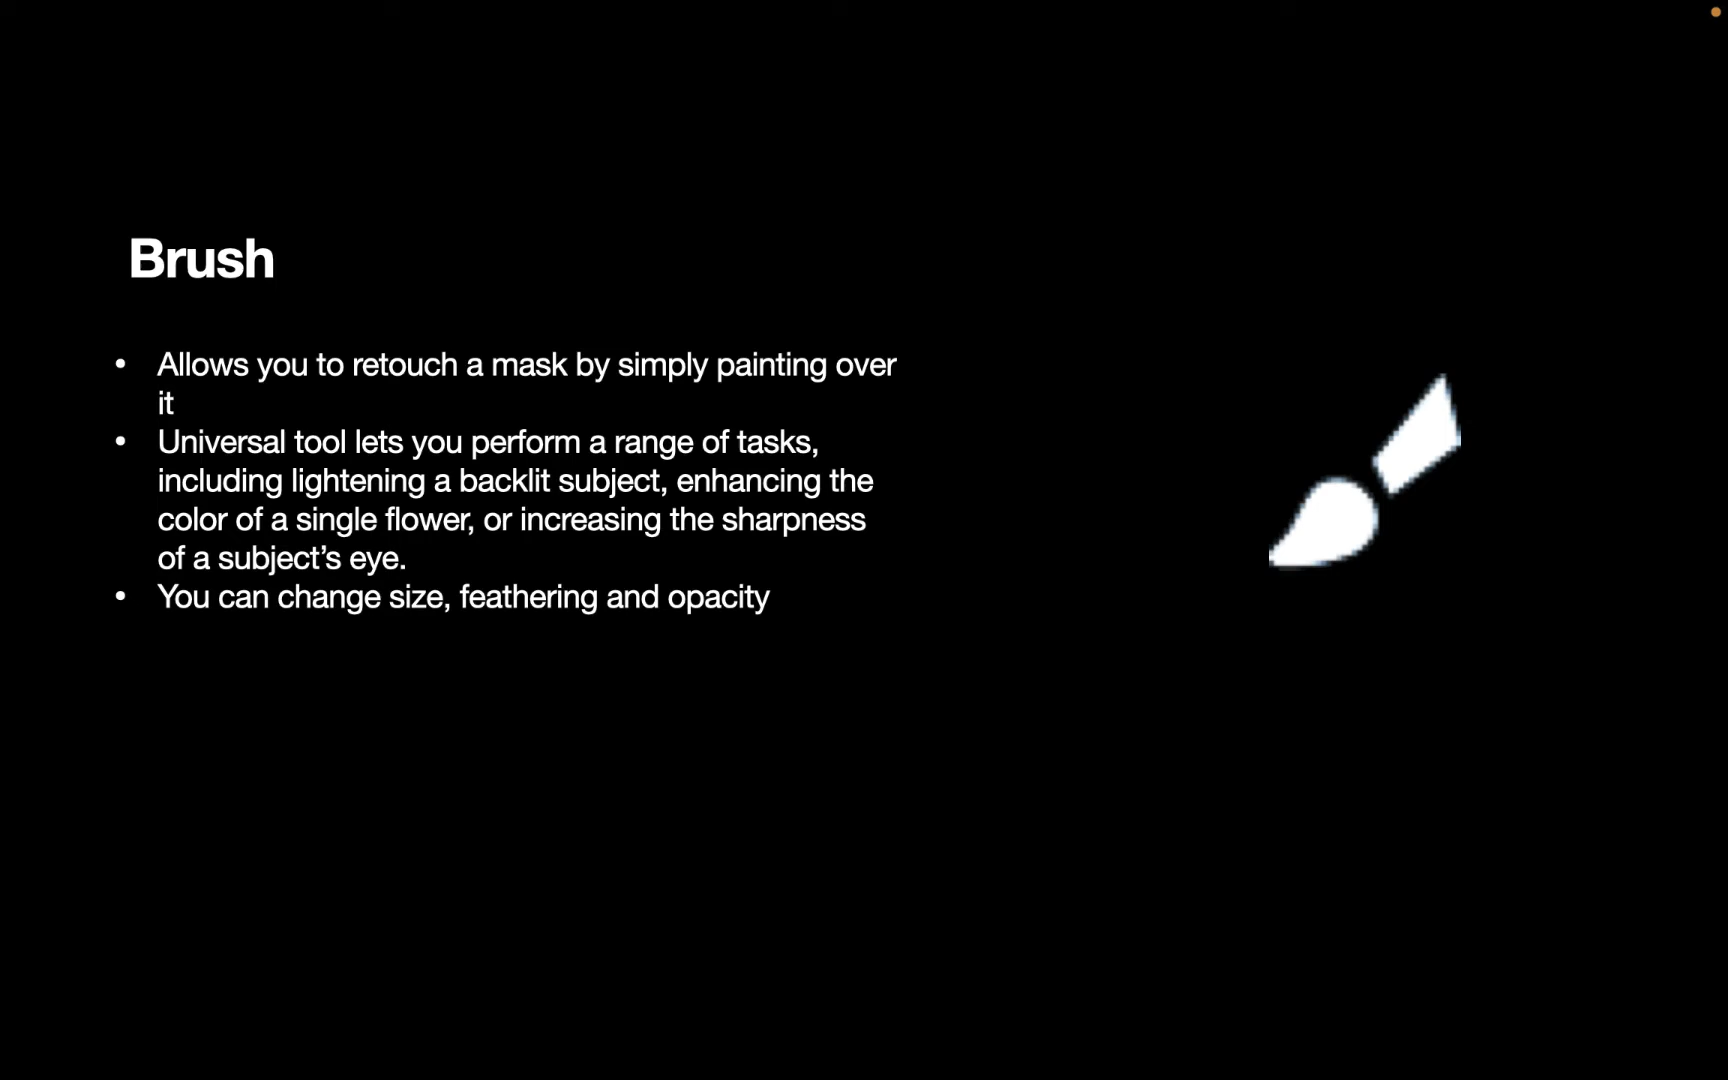 Brush
• Allows you to retouch a mask by simply painting over
it
• Universal tool lets you perform a range of tasks,
including lightening a backlit subject, enhancing the
color of a single flower, or increasing the sharpness
of a subject’s eye.
• You can change size, feathering and opacity